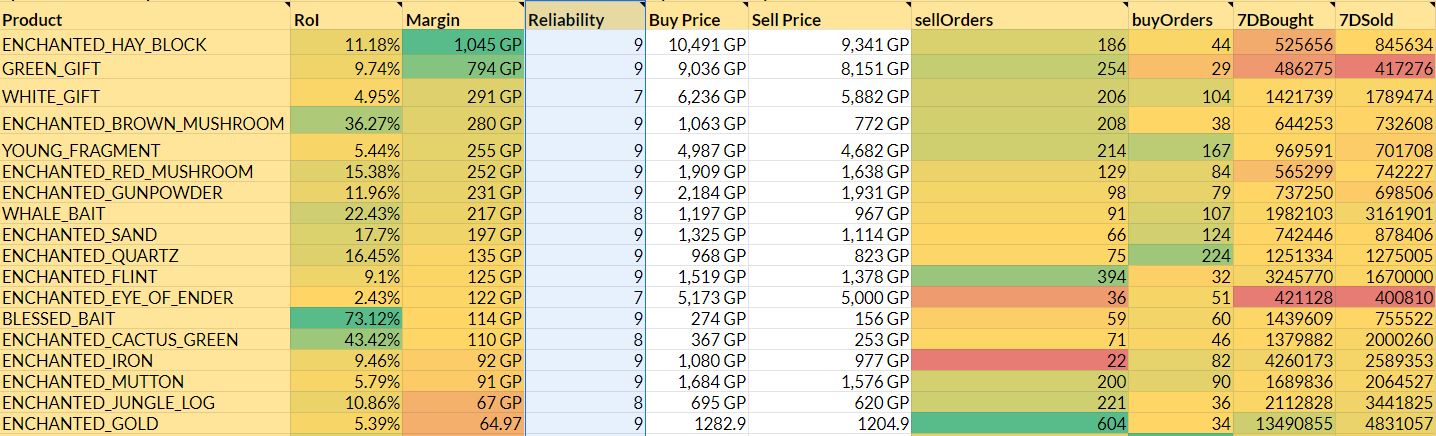 Product RoI Margin Reliability Buy Price Sell Price sellOrders buyOrders 7DBought 7DSold
ENCHANTED_HAY_BLOCK 11.18% 1,045 GP 9 10,491 GP 9,341 GP 186 44 525656 845634
GREEN_GIFT 9.74% 794 GP 9 9,036 GP 8,151 GP 254 29 486275 417276
WHITE_GIFT 4.95% 291 GP 7 6,236 GP 5,882 GP 206 104 1421739 1789474
ENCHANTED_BROWN_MUSHROOM 36.27% 280 GP 9 1,063 GP 772 GP 208 38 644253 732608
YOUNG_FRAGMENT 5.44% 255 GP 9 4,987 GP 4,682 GP 214 167 969591 701708
ENCHANTED_RED_MUSHROOM 15.38% 252 GP 9 1,909 GP 1,638 GP 129 84 565299 742227
ENCHANTED_GUNPOWDER 11.96% 231 GP 9 2,184 GP 1,931 GP 98 79 737250 698506
WHALE_BAIT 22.43% 217 GP 8 1,197 GP 967 GP 91 107 1982103 3161901
ENCHANTED_SAND 17.7% 197 GP 9 1,325 GP 1,114 GP 66 124 742446 878406
ENCHANTED_QUARTZ 16.45% 135 GP 9 968 GP 823 GP 75 224 1251334 1275005
ENCHANTED_FLINT 9.1% 125 GP 9 1,519 GP 1,378 GP 394 32 3245770 1670000
ENCHANTED_EYE_OF_ENDER 2.43% 122 GP 7 5,173 GP 5,000 GP 36 51 421128 400810
BLESSED_BAIT 73.12% 114 GP 9 274 GP 156 GP 59 60 1439609 755522
ENCHANTED_CACTUS_GREEN 43.42% 110 GP 8 367 GP 253 GP 71 46 1379882 2000260
ENCHANTED_IRON 9.46% 92 GP 9 1,080 GP 977 GP 22 82 4260173 2589353
ENCHANTED_MUTTON 5.79% 91 GP 9 1,684 GP 1,576 GP 200 90 1689836 2064527
ENCHANTED_JUNGLE_LOG 10.86% 67 GP 8 695 GP 620 GP 221 36 2112828 3441825
ENCHANTED_GOLD 5.39% 64.97 9 1282.9 1204.9 604 34 13490855 4831057